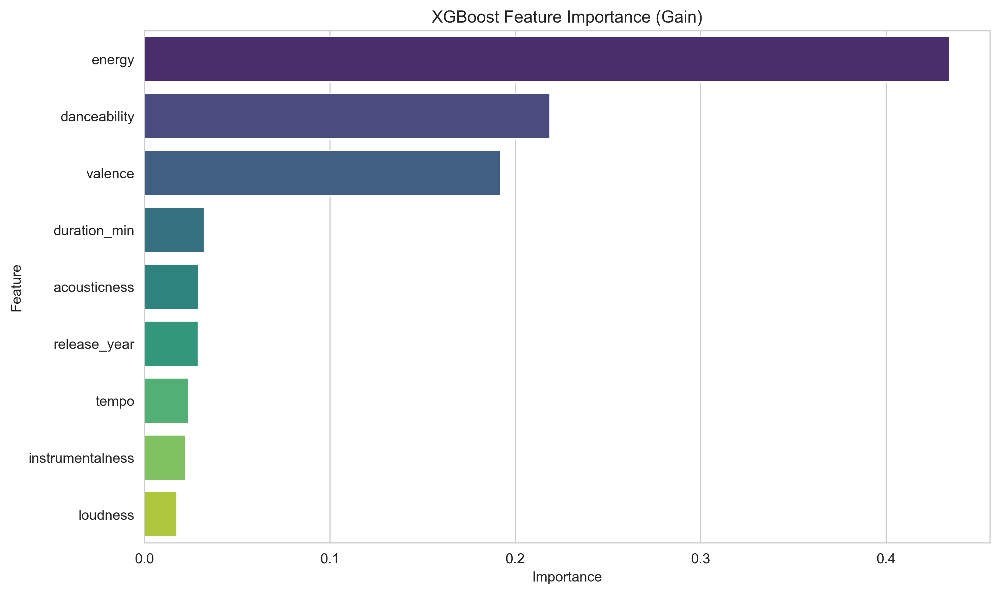 XGBoost Feature Importance (Gain)
Feature
energy
danceability
valence
duration_min
acousticness
release_year
tempo
instrumentalness
loudness
0.0 0.1 0.2 0.3 0.4
Importance